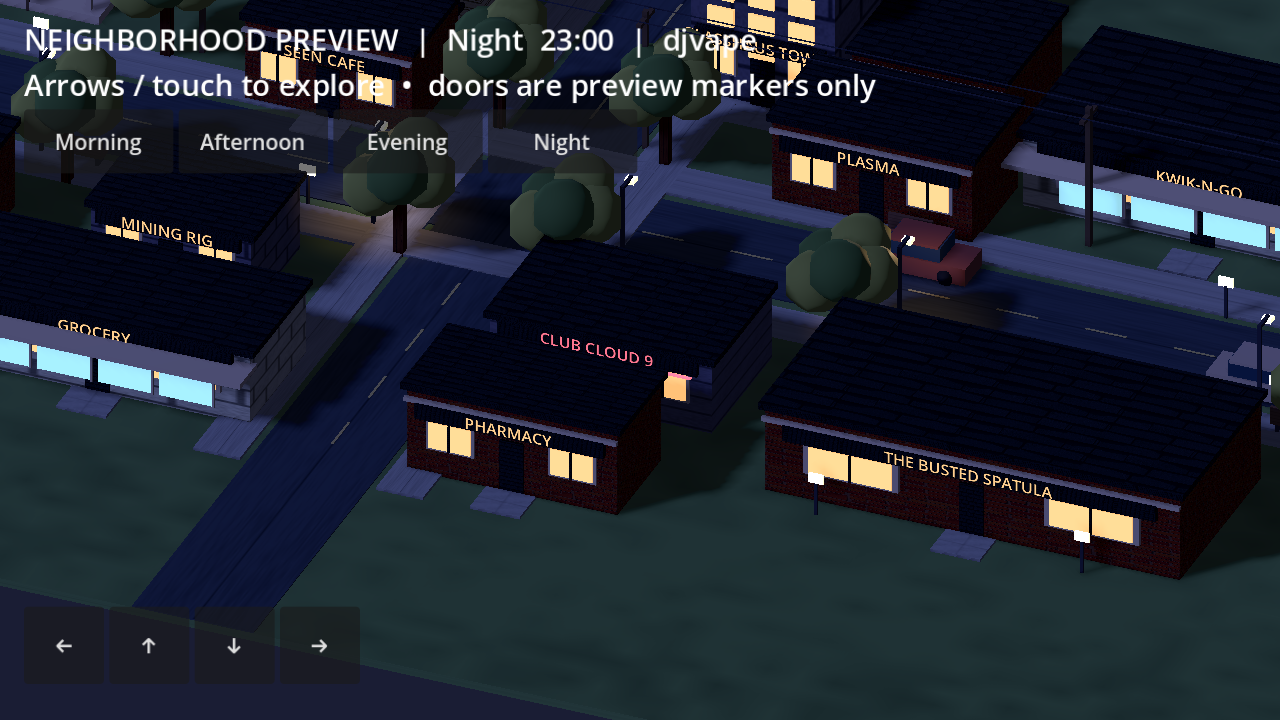 NEIGHBORHOOD PREVIEW | Night 23:00 | djvape
Arrows / touch to explore • doors are preview markers only
Morning Afternoon Evening Night
SEEN CAFE
PLASMA
KWIK-N-GO
MINING RIG
GROCERY
CLUB CLOUD 9
PHARMACY
THE BUSTED SPATULA
← ↑ ↓ →